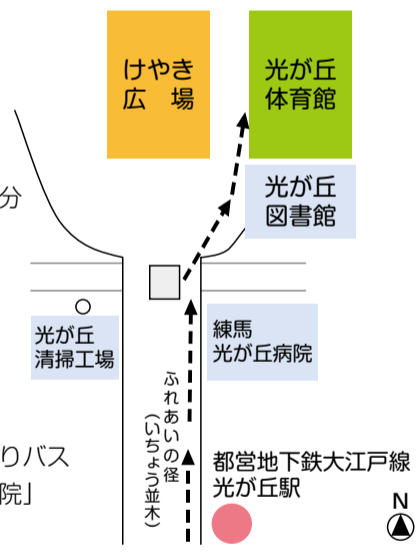 けやき
広　場
光が丘
体育館
分
光が丘
図書館
光が丘
清掃工場
練馬
光が丘病院
ふれあいの径
（いちょう並木）
りバス
院」
都営地下鉄大江戸線
光が丘駅
N